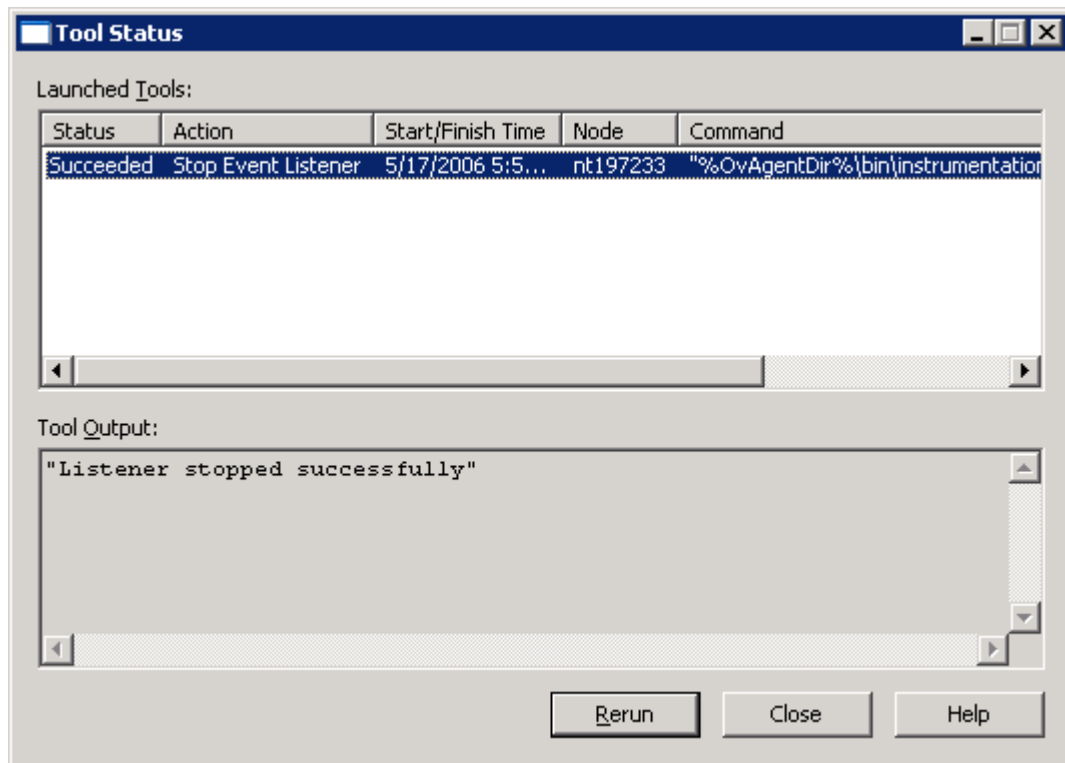 Tool Status
Launched Tools:
Status Action Start/Finish Time Node Command
Succeeded Stop Event Listener 5/17/2006 5:5... nt197233 "%OvAgentDir%\bin\instrumentation
Tool Output:
"Listener stopped successfully"
Rerun Close Help